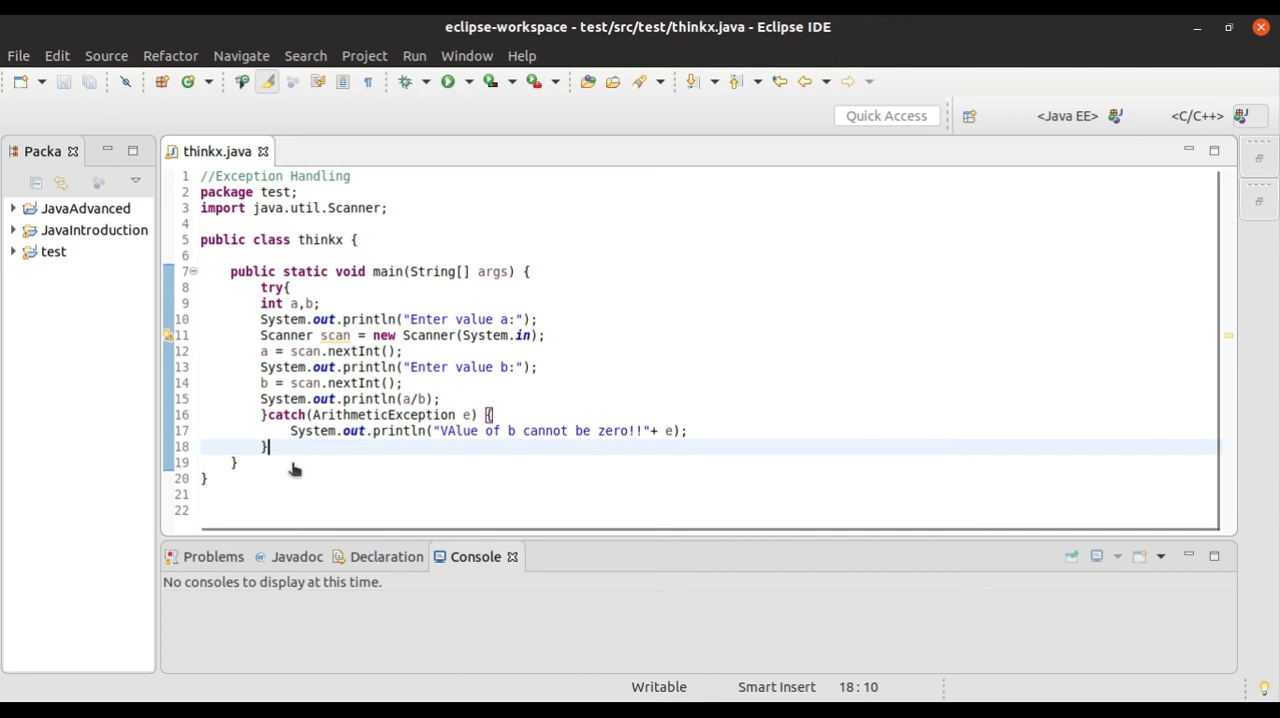 eclipse-workspace - test/src/test/thinkx.java - Eclipse IDE
File Edit Source Refactor Navigate Search Project Run Window Help
Quick Access
<Java EE>
<C/C++>
Packa
thinkx.java
JavaAdvanced
JavaIntroduction
test
1 //Exception Handling
2 package test;
3 import java.util.Scanner;
4
5 public class thinkx {
6
7 public static void main(String[] args) {
8 try{
9 int a,b;
10 System.out.println("Enter value a:");
11 Scanner scan = new Scanner(System.in);
12 a = scan.nextInt();
13 System.out.println("Enter value b:");
14 b = scan.nextInt();
15 System.out.println(a/b);
16 }catch(ArithmeticException e) {
17 System.out.println("VAlue of b cannot be zero!!"+ e);
18 }
19 }
20 }
21
22
Problems Javadoc Declaration Console
No consoles to display at this time.
Writable Smart Insert 18 : 10